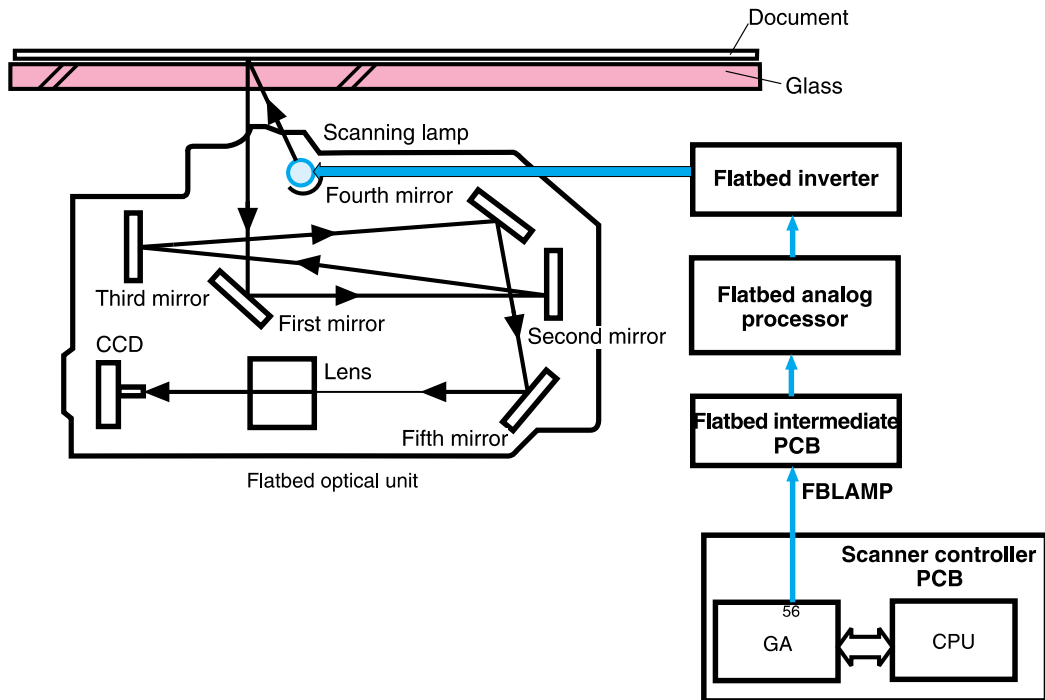 Document
Glass
Scanning lamp
Flatbed inverter
Fourth mirror
Third mirror
First mirror
Second mirror
Flatbed analog
processor
CCD
Lens
Fifth mirror
Flatbed intermediate
PCB
Flatbed optical unit
FBLAMP
Scanner controller
PCB
56
GA
CPU